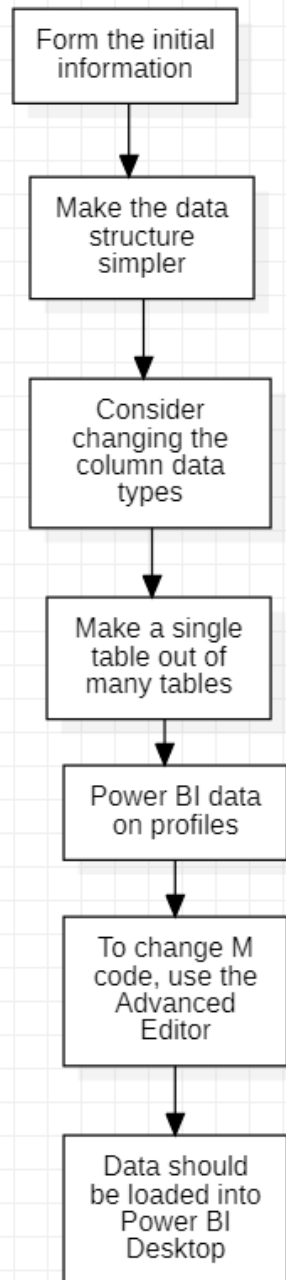 Form the initial
information
Make the data
structure
simpler
Consider
changing the
column data
types
Make a single
table out of
many tables
Power BI data
on profiles
To change M
code, use the
Advanced
Editor
Data should
be loaded into
Power BI
Desktop